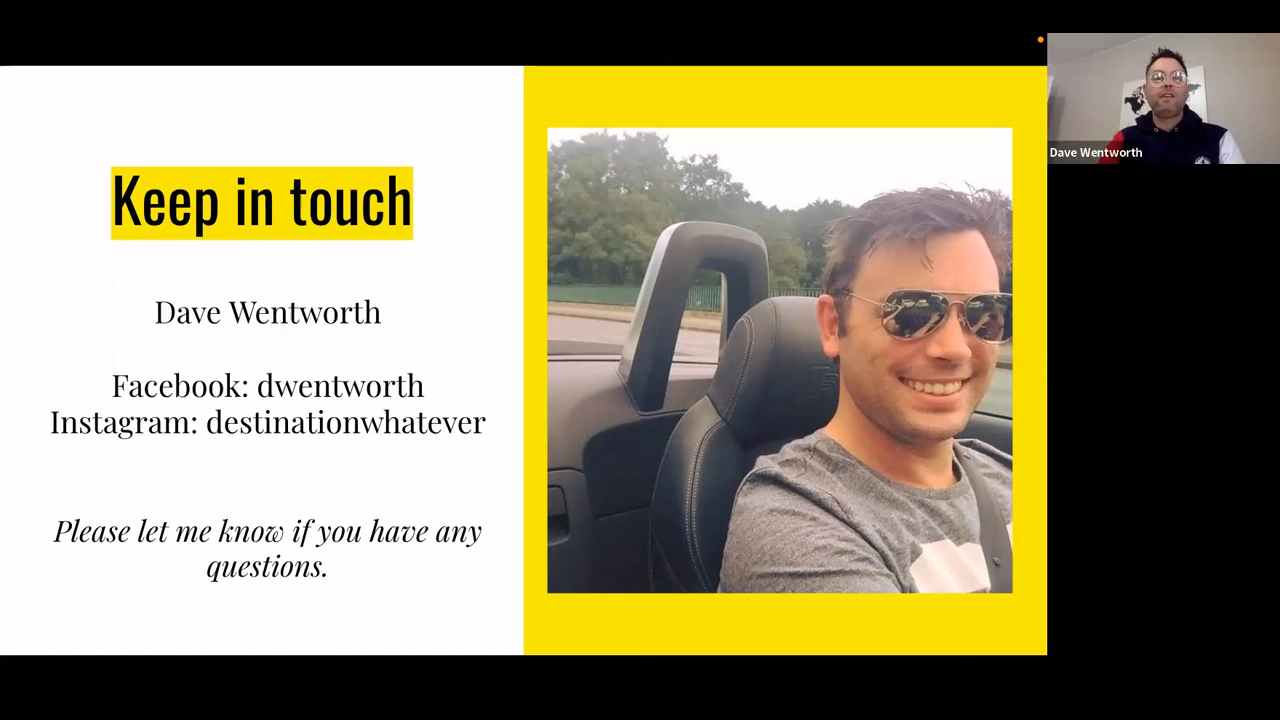 Keep in touch
Dave Wentworth
Facebook: dwentworth
Instagram: destinationwhatever
Please let me know if you have any
questions.
Dave Wentworth